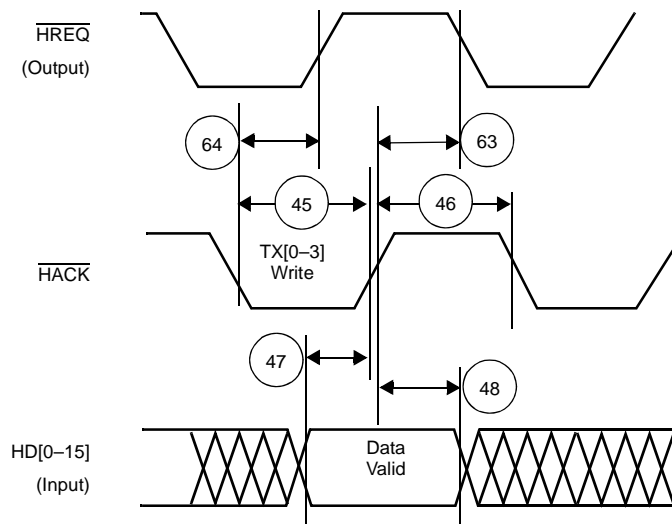 HREQ
(Output)
64
63
45
46
TX[0–3]
Write
HACK
47
48
HD[0–15]
(Input)
Data
Valid